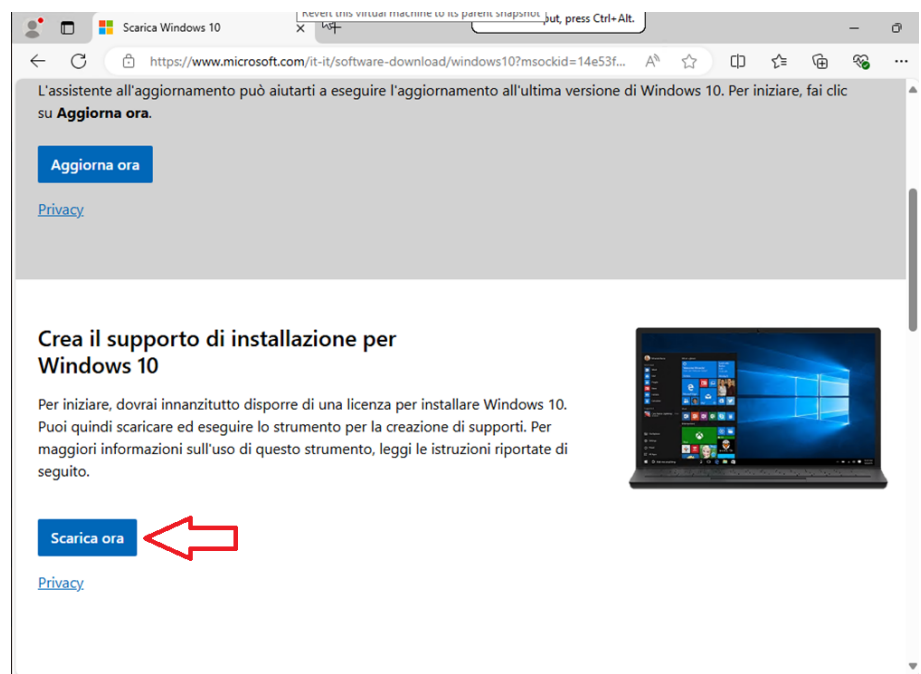 Scarica Windows 10
Revert this virtual machine to its parent snapshot
put, press Ctrl+Alt.
https://www.microsoft.com/it-it/software-download/windows10?msockid=14e53f...
L'assistente all'aggiornamento può aiutarti a eseguire l'aggiornamento all'ultima versione di Windows 10. Per iniziare, fai clic
su Aggiorna ora.
Aggiorna ora
Privacy
Crea il supporto di installazione per
Windows 10
Per iniziare, dovrai innanzitutto disporre di una licenza per installare Windows 10.
Puoi quindi scaricare ed eseguire lo strumento per la creazione di supporti. Per
maggiori informazioni sull'uso di questo strumento, leggi le istruzioni riportate di
seguito.
Scarica ora
Privacy